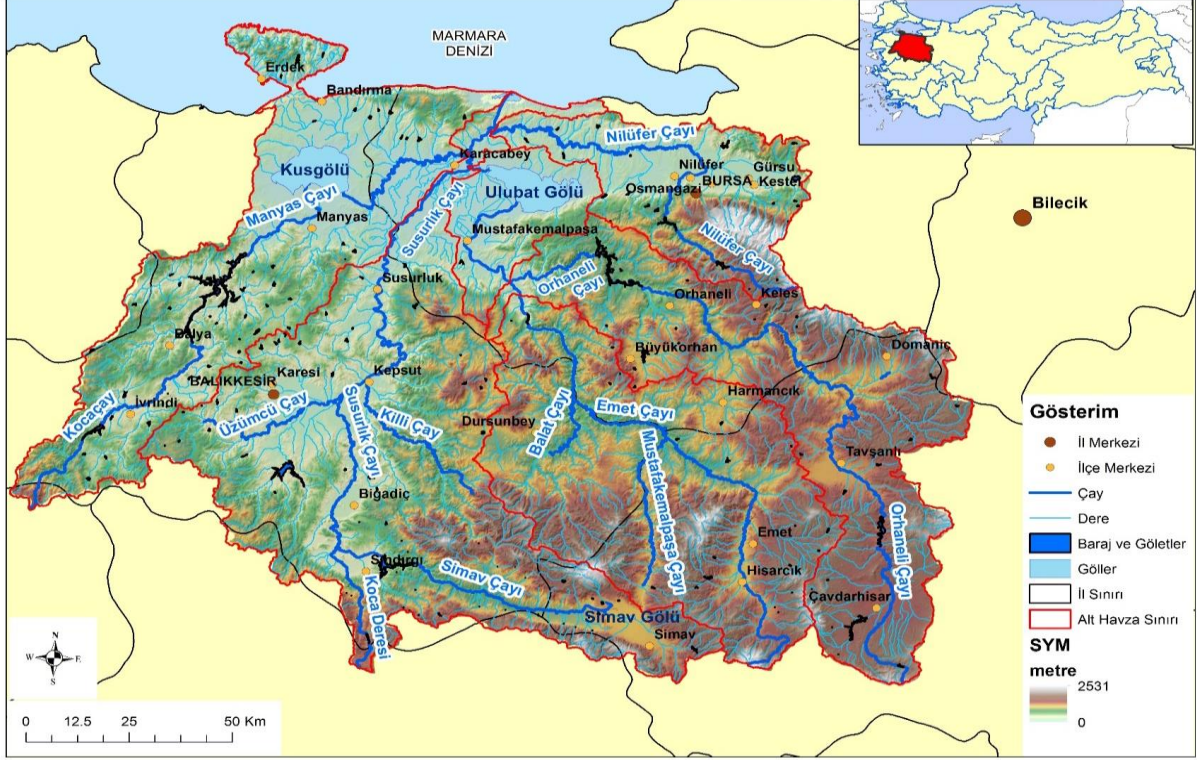 MARMARA
DENİZİ
Erdek
Bandırma
Kusgölü
Karacabey
Nilüfer Çayı
Nilüfer
Gürsu
Osmangazi
BURSA
Kestel
Ulubat Gölü
Manyas Çayı
Manyas
Susurlık Çayı
Mustafakemalpaşa
Nilüfer Çayı
Bilecik
Susurluk
Orhaneli
Çayı
Orhaneli
Keles
Balya
Büyükorhan
Domaniç
BALIKKESİR
Karesi
Kepsut
Harmancık
Kocaçay
İvrindi
Üzümcü Çay
Susurlık Çayı
Killi Çay
Dursunbey
Balat Çayı
Emet Çayı
Mustafakemalpaşa Çayı
Tavşanlı
Bigadiç
Orhaneli Çayı
Emet
Sındırgı
Koca Deresi
Simav Çayı
Hisarcık
Çavdarhisar
Simav Gölü
Simav
Gösterim
İl Merkezi
İlçe Merkezi
Çay
Dere
Baraj ve Göletler
Göller
İl Sınırı
Alt Havza Sınırı
SYM
metre
2531
0
N
W E
S
0 12.5 25 50 Km